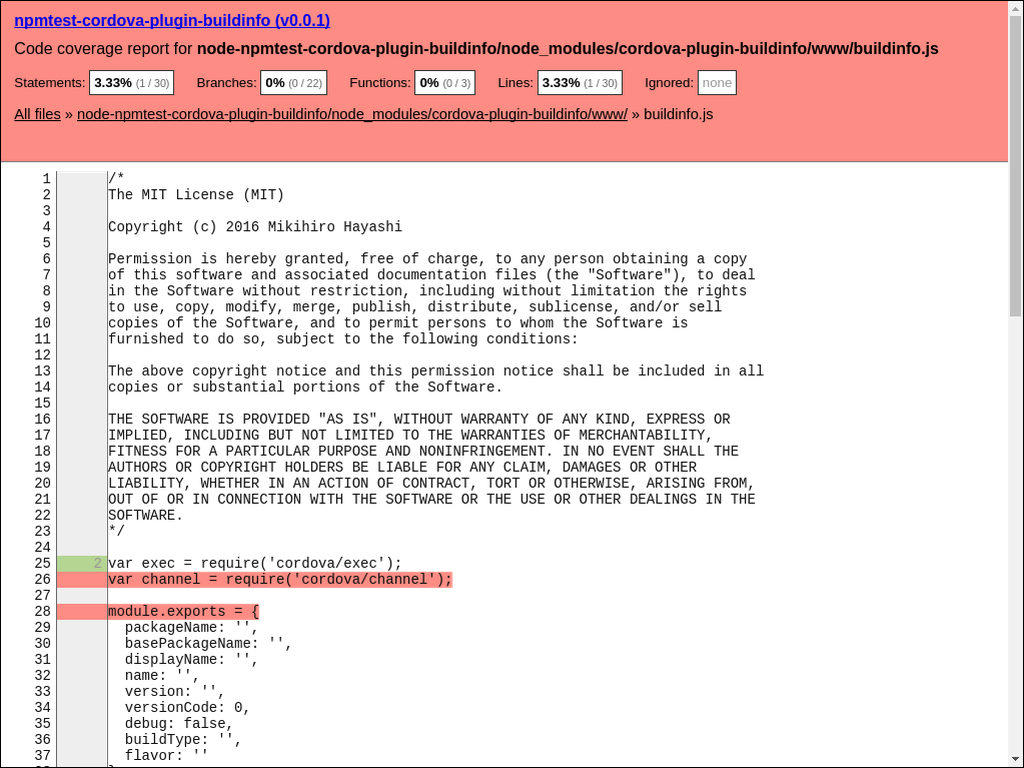 npmtest-cordova-plugin-buildinfo (v0.0.1)
Code coverage report for node-npmtest-cordova-plugin-buildinfo/node_modules/cordova-plugin-buildinfo/www/buildinfo.js
Statements: 3.33% (1 / 30) Branches: 0% (0 / 22) Functions: 0% (0 / 3) Lines: 3.33% (1 / 30) Ignored: none
All files » node-npmtest-cordova-plugin-buildinfo/node_modules/cordova-plugin-buildinfo/www/ » buildinfo.js
1 /*
2 The MIT License (MIT)
3
4 Copyright (c) 2016 Mikihiro Hayashi
5
6 Permission is hereby granted, free of charge, to any person obtaining a copy
7 of this software and associated documentation files (the "Software"), to deal
8 in the Software without restriction, including without limitation the rights
9 to use, copy, modify, merge, publish, distribute, sublicense, and/or sell
10 copies of the Software, and to permit persons to whom the Software is
11 furnished to do so, subject to the following conditions:
12
13 The above copyright notice and this permission notice shall be included in all
14 copies or substantial portions of the Software.
15
16 THE SOFTWARE IS PROVIDED "AS IS", WITHOUT WARRANTY OF ANY KIND, EXPRESS OR
17 IMPLIED, INCLUDING BUT NOT LIMITED TO THE WARRANTIES OF MERCHANTABILITY,
18 FITNESS FOR A PARTICULAR PURPOSE AND NONINFRINGEMENT. IN NO EVENT SHALL THE
19 AUTHORS OR COPYRIGHT HOLDERS BE LIABLE FOR ANY CLAIM, DAMAGES OR OTHER
20 LIABILITY, WHETHER IN AN ACTION OF CONTRACT, TORT OR OTHERWISE, ARISING FROM,
21 OUT OF OR IN CONNECTION WITH THE SOFTWARE OR THE USE OR OTHER DEALINGS IN THE
22 SOFTWARE.
23 */
24
25 2 var exec = require('cordova/exec');
26 var channel = require('cordova/channel');
27
28 module.exports = {
29 packageName: '',
30 basePackageName: '',
31 displayName: '',
32 name: '',
33 version: '',
34 versionCode: 0,
35 debug: false,
36 buildType: '',
37 flavor: ''